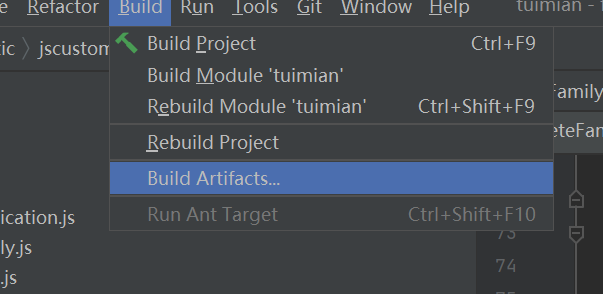 e Refactor Build Run Tools Git Window Help tuimian - t
tic jscustom
Build Project Ctrl+F9
Build Module 'tuimian'
Rebuild Module 'tuimian' Ctrl+Shift+F9
Rebuild Project
Build Artifacts...
Run Ant Target Ctrl+Shift+F10
Family
eteFam
ication.js
ly.js
.js
73
74